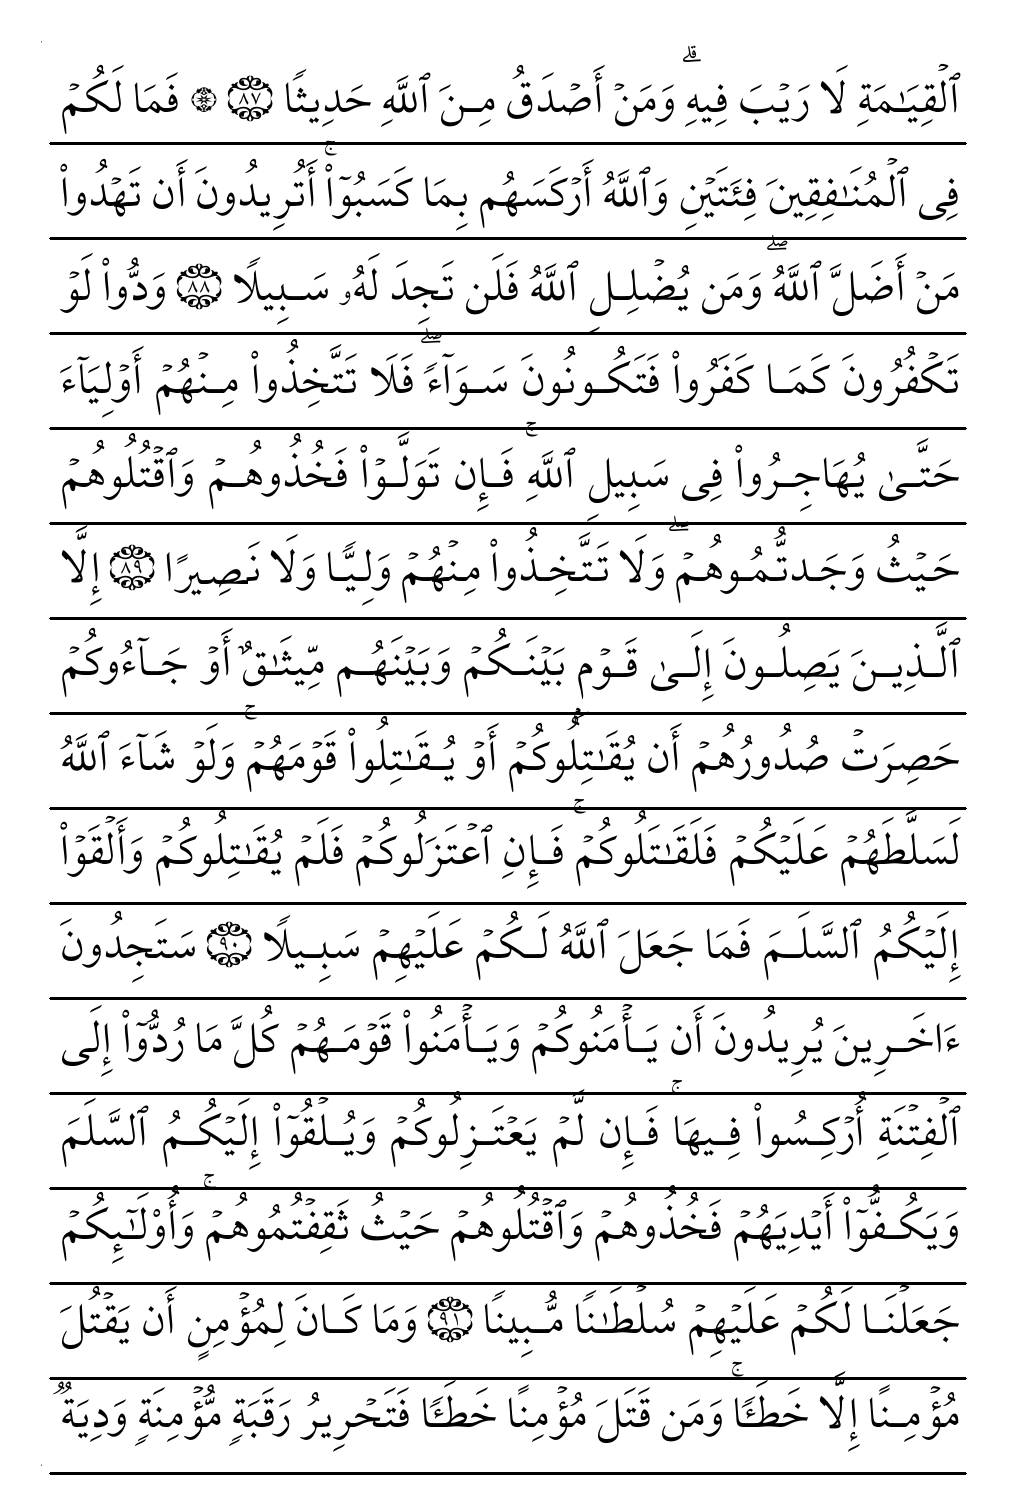 ٱلۡقِيَٰمَةِ لَا رَيۡبَ فِيهِۗ وَمَنۡ أَصۡدَقُ مِنَ ٱللَّهِ حَدِيثٗا ٨٧ ۞ فَمَا لَكُمۡ
فِي ٱلۡمُنَٰفِقِينَ فِئَتَيۡنِ وَٱللَّهُ أَرۡكَسَهُم بِمَا كَسَبُوٓاْۚ أَتُرِيدُونَ أَن تَهۡدُواْ
مَنۡ أَضَلَّ ٱللَّهُۖ وَمَن يُضۡلِلِ ٱللَّهُ فَلَن تَجِدَ لَهُۥ سَبِيلٗا ٨٨ وَدُّواْ لَوۡ
تَكۡفُرُونَ كَمَا كَفَرُواْ فَتَكُونُونَ سَوَآءٗۖ فَلَا تَتَّخِذُواْ مِنۡهُمۡ أَوۡلِيَآءَ
حَتَّىٰ يُهَاجِرُواْ فِي سَبِيلِ ٱللَّهِۚ فَإِن تَوَلَّوۡاْ فَخُذُوهُمۡ وَٱقۡتُلُوهُمۡ
حَيۡثُ وَجَدتُّمُوهُمۡۖ وَلَا تَتَّخِذُواْ مِنۡهُمۡ وَلِيّٗا وَلَا نَصِيرًا ٨٩ إِلَّا
ٱلَّذِينَ يَصِلُونَ إِلَىٰ قَوۡمِۭ بَيۡنَكُمۡ وَبَيۡنَهُم مِّيثَٰقٌ أَوۡ جَآءُوكُمۡ
حَصِرَتۡ صُدُورُهُمۡ أَن يُقَٰتِلُوكُمۡ أَوۡ يُقَٰتِلُواْ قَوۡمَهُمۡۚ وَلَوۡ شَآءَ ٱللَّهُ
لَسَلَّطَهُمۡ عَلَيۡكُمۡ فَلَقَٰتَلُوكُمۡۚ فَإِنِ ٱعۡتَزَلُوكُمۡ فَلَمۡ يُقَٰتِلُوكُمۡ وَأَلۡقَوۡاْ
إِلَيۡكُمُ ٱلسَّلَمَ فَمَا جَعَلَ ٱللَّهُ لَكُمۡ عَلَيۡهِمۡ سَبِيلٗا ٩٠ سَتَجِدُونَ
ءَاخَرِينَ يُرِيدُونَ أَن يَأۡمَنُوكُمۡ وَيَأۡمَنُواْ قَوۡمَهُمۡ كُلَّ مَا رُدُّوٓاْ إِلَى
ٱلۡفِتۡنَةِ أُرۡكِسُواْ فِيهَاۚ فَإِن لَّمۡ يَعۡتَزِلُوكُمۡ وَيُلۡقُوٓاْ إِلَيۡكُمُ ٱلسَّلَمَ
وَيَكُفُّوٓاْ أَيۡدِيَهُمۡ فَخُذُوهُمۡ وَٱقۡتُلُوهُمۡ حَيۡثُ ثَقِفۡتُمُوهُمۡۚ وَأُوْلَٰٓئِكُمۡ
جَعَلۡنَا لَكُمۡ عَلَيۡهِمۡ سُلۡطَٰنٗا مُّبِينٗا ٩١ وَمَا كَانَ لِمُؤۡمِنٍ أَن يَقۡتُلَ
مُؤۡمِنًا إِلَّا خَطَـٔٗاۚ وَمَن قَتَلَ مُؤۡمِنًا خَطَـٔٗا فَتَحۡرِيرُ رَقَبَةٖ مُّؤۡمِنَةٖ وَدِيَةٞ